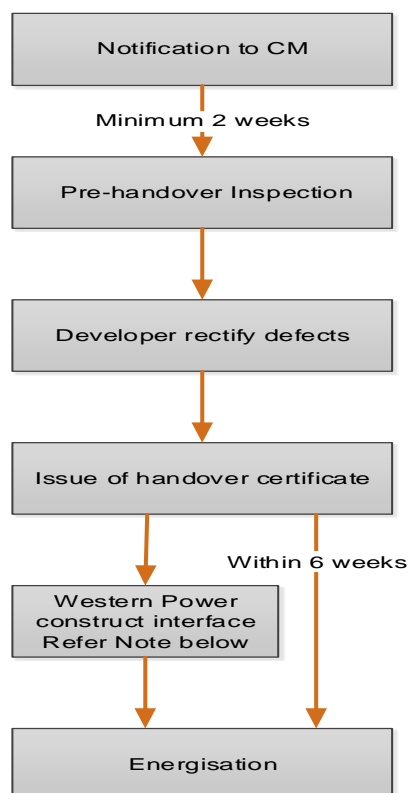 Notification to CM
Minimum 2 weeks
Pre-handover Inspection
Developer rectify defects
Issue of handover certificate
Within 6 weeks
Western Power
construct interface
Refer Note below
Energisation